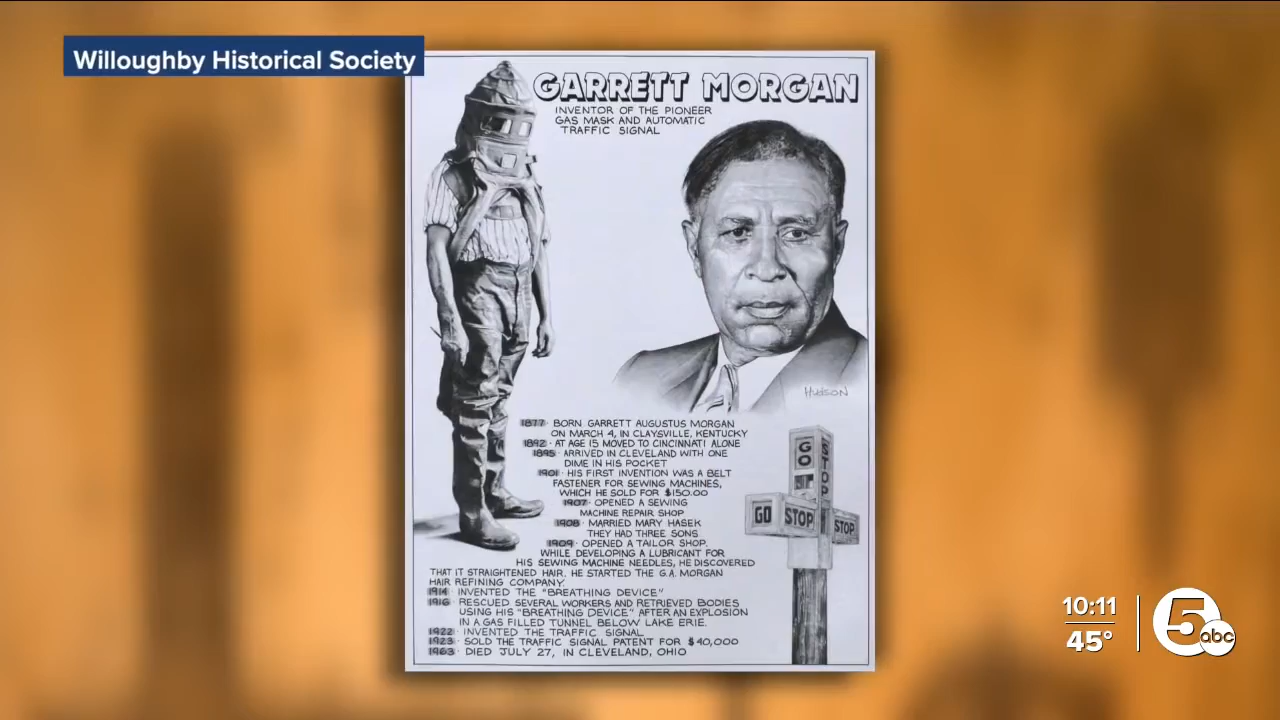 Willoughby Historical Society
GARRETT MORGAN
INVENTOR OF THE PIONEER
GAS MASK AND AUTOMATIC
TRAFFIC SIGNAL
HUDSON
1877 · BORN GARRETT AUGUSTUS MORGAN
ON MARCH 4, IN CLAYSVILLE, KENTUCKY
1892 · AT AGE 15 MOVED TO CINCINNATI ALONE
1895 · ARRIVED IN CLEVELAND WITH ONE
DIME IN HIS POCKET
1901 · HIS FIRST INVENTION WAS A BELT
FASTENER FOR SEWING MACHINES,
WHICH HE SOLD FOR $150.00
1907 · OPENED A SEWING
MACHINE REPAIR SHOP
1908 · MARRIED MARY HASEK
THEY HAD THREE SONS
1909 · OPENED A TAILOR SHOP.
WHILE DEVELOPING A LUBRICANT FOR
HIS SEWING MACHINE NEEDLES, HE DISCOVERED
THAT IT STRAIGHTENED HAIR. HE STARTED THE G.A. MORGAN
HAIR REFINING COMPANY.
1914 · INVENTED THE "BREATHING DEVICE"
1916 · RESCUED SEVERAL WORKERS AND RETRIEVED BODIES
USING HIS "BREATHING DEVICE" AFTER AN EXPLOSION
IN A GAS FILLED TUNNEL BELOW LAKE ERIE.
1922 · INVENTED THE TRAFFIC SIGNAL
1923 · SOLD THE TRAFFIC SIGNAL PATENT FOR $40,000
1963 · DIED JULY 27, IN CLEVELAND, OHIO
GO
STOP
GO
STOP
STOP
10:11
45°
5
abc